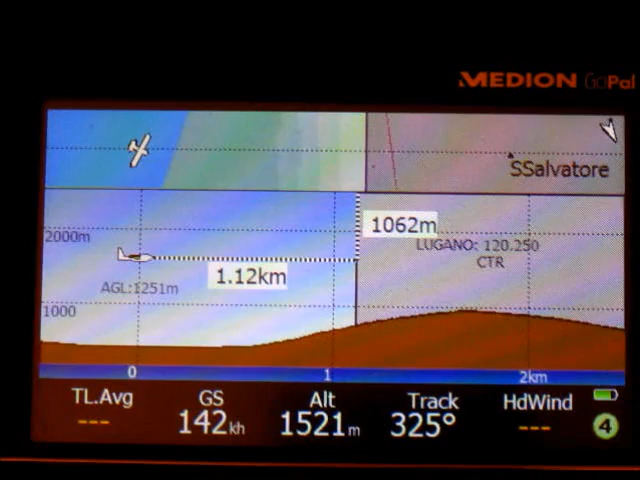 MEDION GoPal
SSalvatore
1062m
2000m
LUGANO: 120.250
CTR
1.12km
AGL:1251m
1000
0 1 2km
TL.Avg GS Alt Track HdWind
--- 142kh 1521m 325° --- 4